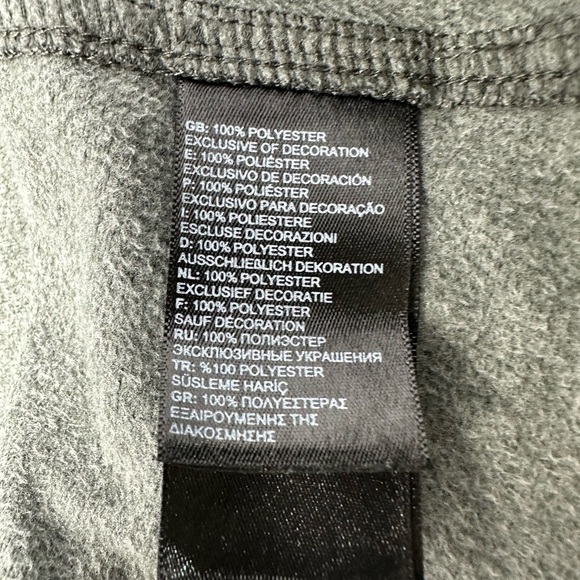 GB: 100% POLYESTER
EXCLUSIVE OF DECORATION
E: 100% POLIÉSTER
EXCLUSIVO DE DECORACIÓN
P: 100% POLIÉSTER
EXCLUSIVO PARA DECORAÇÃO
I: 100% POLIESTERE
ESCLUSE DECORAZIONI
D: 100% POLYESTER
AUSSCHLIEßLICH DEKORATION
NL: 100% POLYESTER
EXCLUSIEF DECORATIE
F: 100% POLYESTER
SAUF DÉCORATION
RU: 100% ПОЛИЭСТЕР
ЭКСКЛЮЗИВНЫЕ УКРАШЕНИЯ
TR: %100 POLYESTER
SÜSLEME HARİÇ
GR: 100% ΠΟΛΥΕΣΤΕΡΑΣ
ΕΞΑΙΡΟΥΜΕΝΗΣ ΤΗΣ
ΔΙΑΚΟΣΜΗΣΗΣ